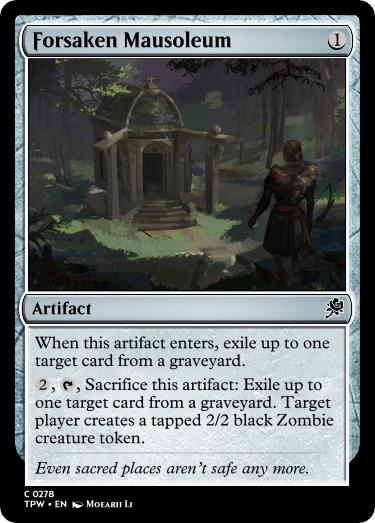 Forsaken Mausoleum 1
Artifact
When this artifact enters, exile up to one
target card from a graveyard.
2, , Sacrifice this artifact: Exile up to
one target card from a graveyard. Target
player creates a tapped 2/2 black Zombie
creature token.
Even sacred places aren't safe any more.
C 0278
TPW • EN Moearii Li